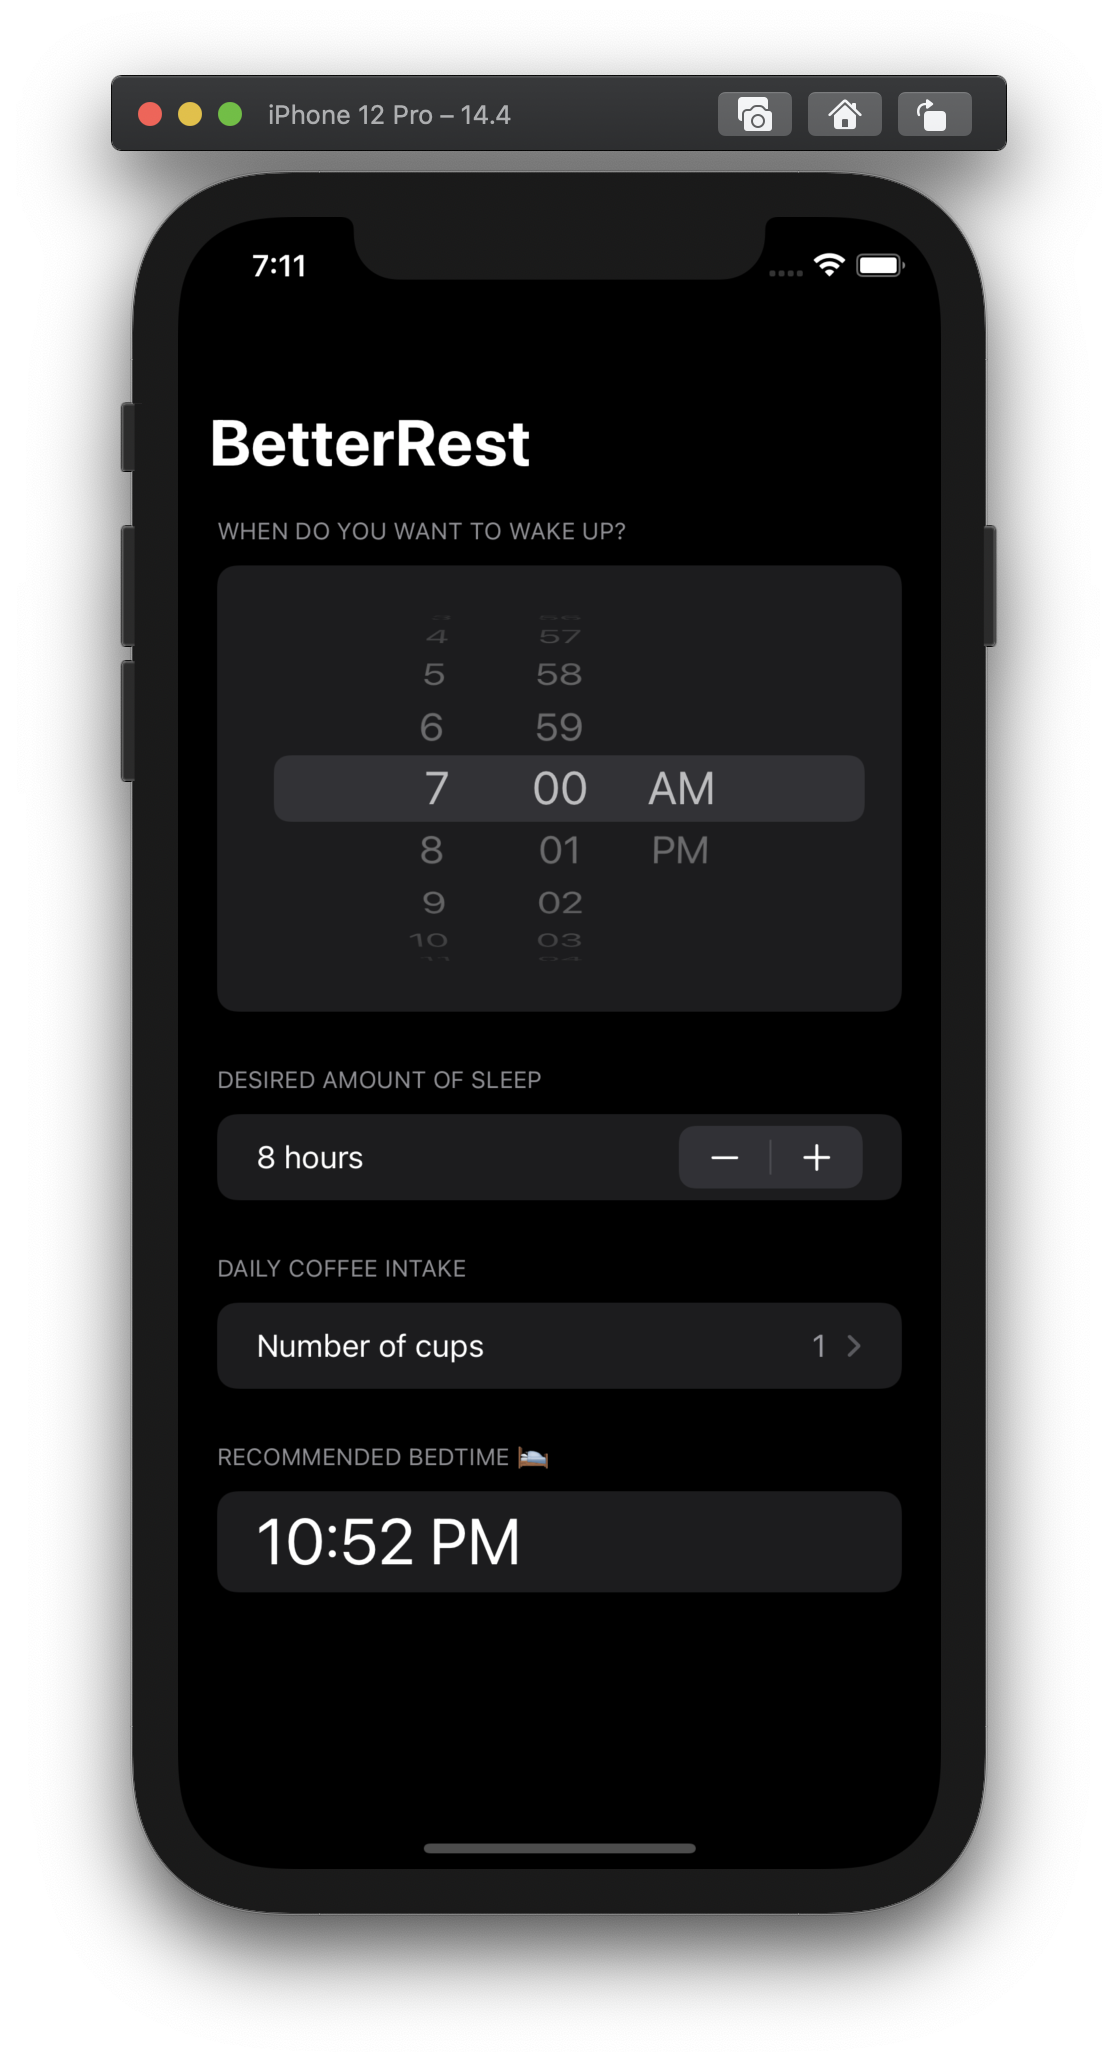 iPhone 12 Pro – 14.4
7:11
BetterRest
WHEN DO YOU WANT TO WAKE UP?
4 57
5 58
6 59
7 00 AM
8 01 PM
9 02
10 03
DESIRED AMOUNT OF SLEEP
8 hours
DAILY COFFEE INTAKE
Number of cups 1
RECOMMENDED BEDTIME 🛌
10:52 PM